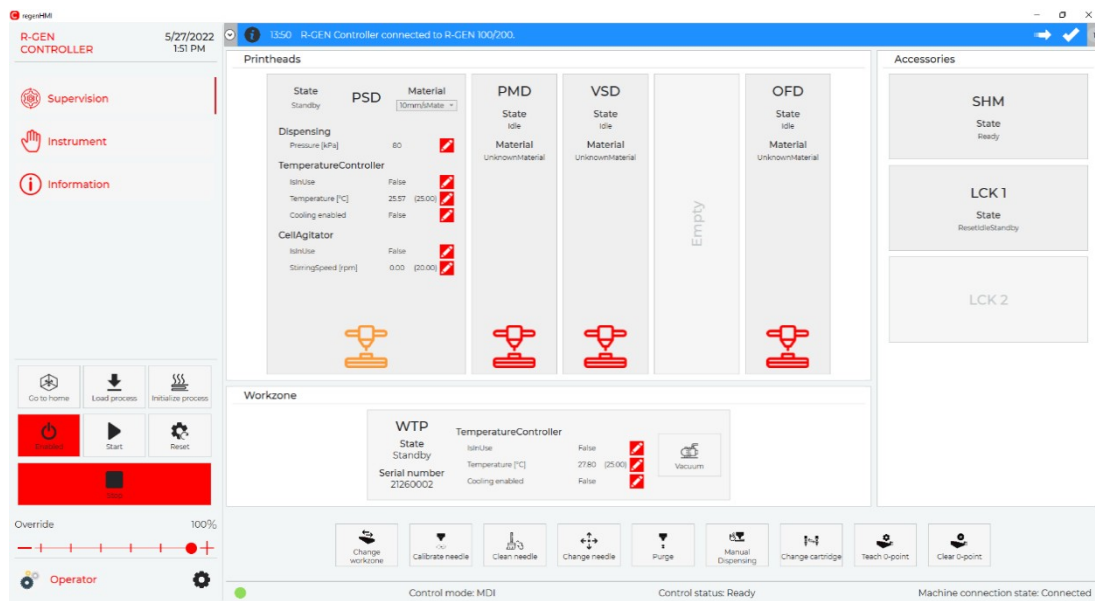 regenHMI
R-GEN
CONTROLLER
5/27/2022
1:51 PM
13:50 R-GEN Controller connected to R-GEN 100/200.
Supervision
Instrument
Information
Printheads
State
Standby
PSD
Material
10mm/sMate
Dispensing
Pressure [kPa] 80
TemperatureController
IsInUse False
Temperature [°C] 25.57 (25.00)
Cooling enabled False
CellAgitator
IsInUse False
StirringSpeed [rpm] 0.00 (20.00)
PMD
State
Idle
Material
UnknownMaterial
VSD
State
Idle
Material
UnknownMaterial
Empty
OFD
State
Idle
Material
UnknownMaterial
Accessories
SHM
State
Ready
LCK 1
State
ResetIdleStandby
LCK 2
Go to home
Load process
Initialize process
Enabled
Start
Reset
Override 100%
Operator
Workzone
WTP
State
Standby
Serial number
21260002
TemperatureController
IsInUse False
Temperature [°C] 27.80 (25.00)
Cooling enabled False
Vacuum
Change
workzone
Calibrate needle
Clean needle
Change needle
Purge
Manual
Dispensing
Change cartridge
Teach 0-point
Clear 0-point
Control mode: MDI
Control status: Ready
Machine connection state: Connected